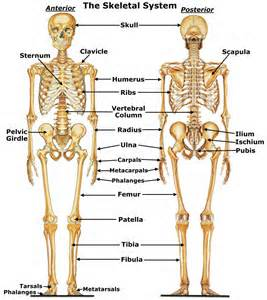 The Skeletal System
Anterior
Posterior
Skull
Sternum
Clavicle
Scapula
Humerus
Ribs
Vertebral
Column
Pelvic
Girdle
Radius
Ulna
Ilium
Ischium
Pubis
Carpals
Metacarpals
Phalanges
Femur
Patella
Tibia
Fibula
Tarsals
Phalanges
Metatarsals